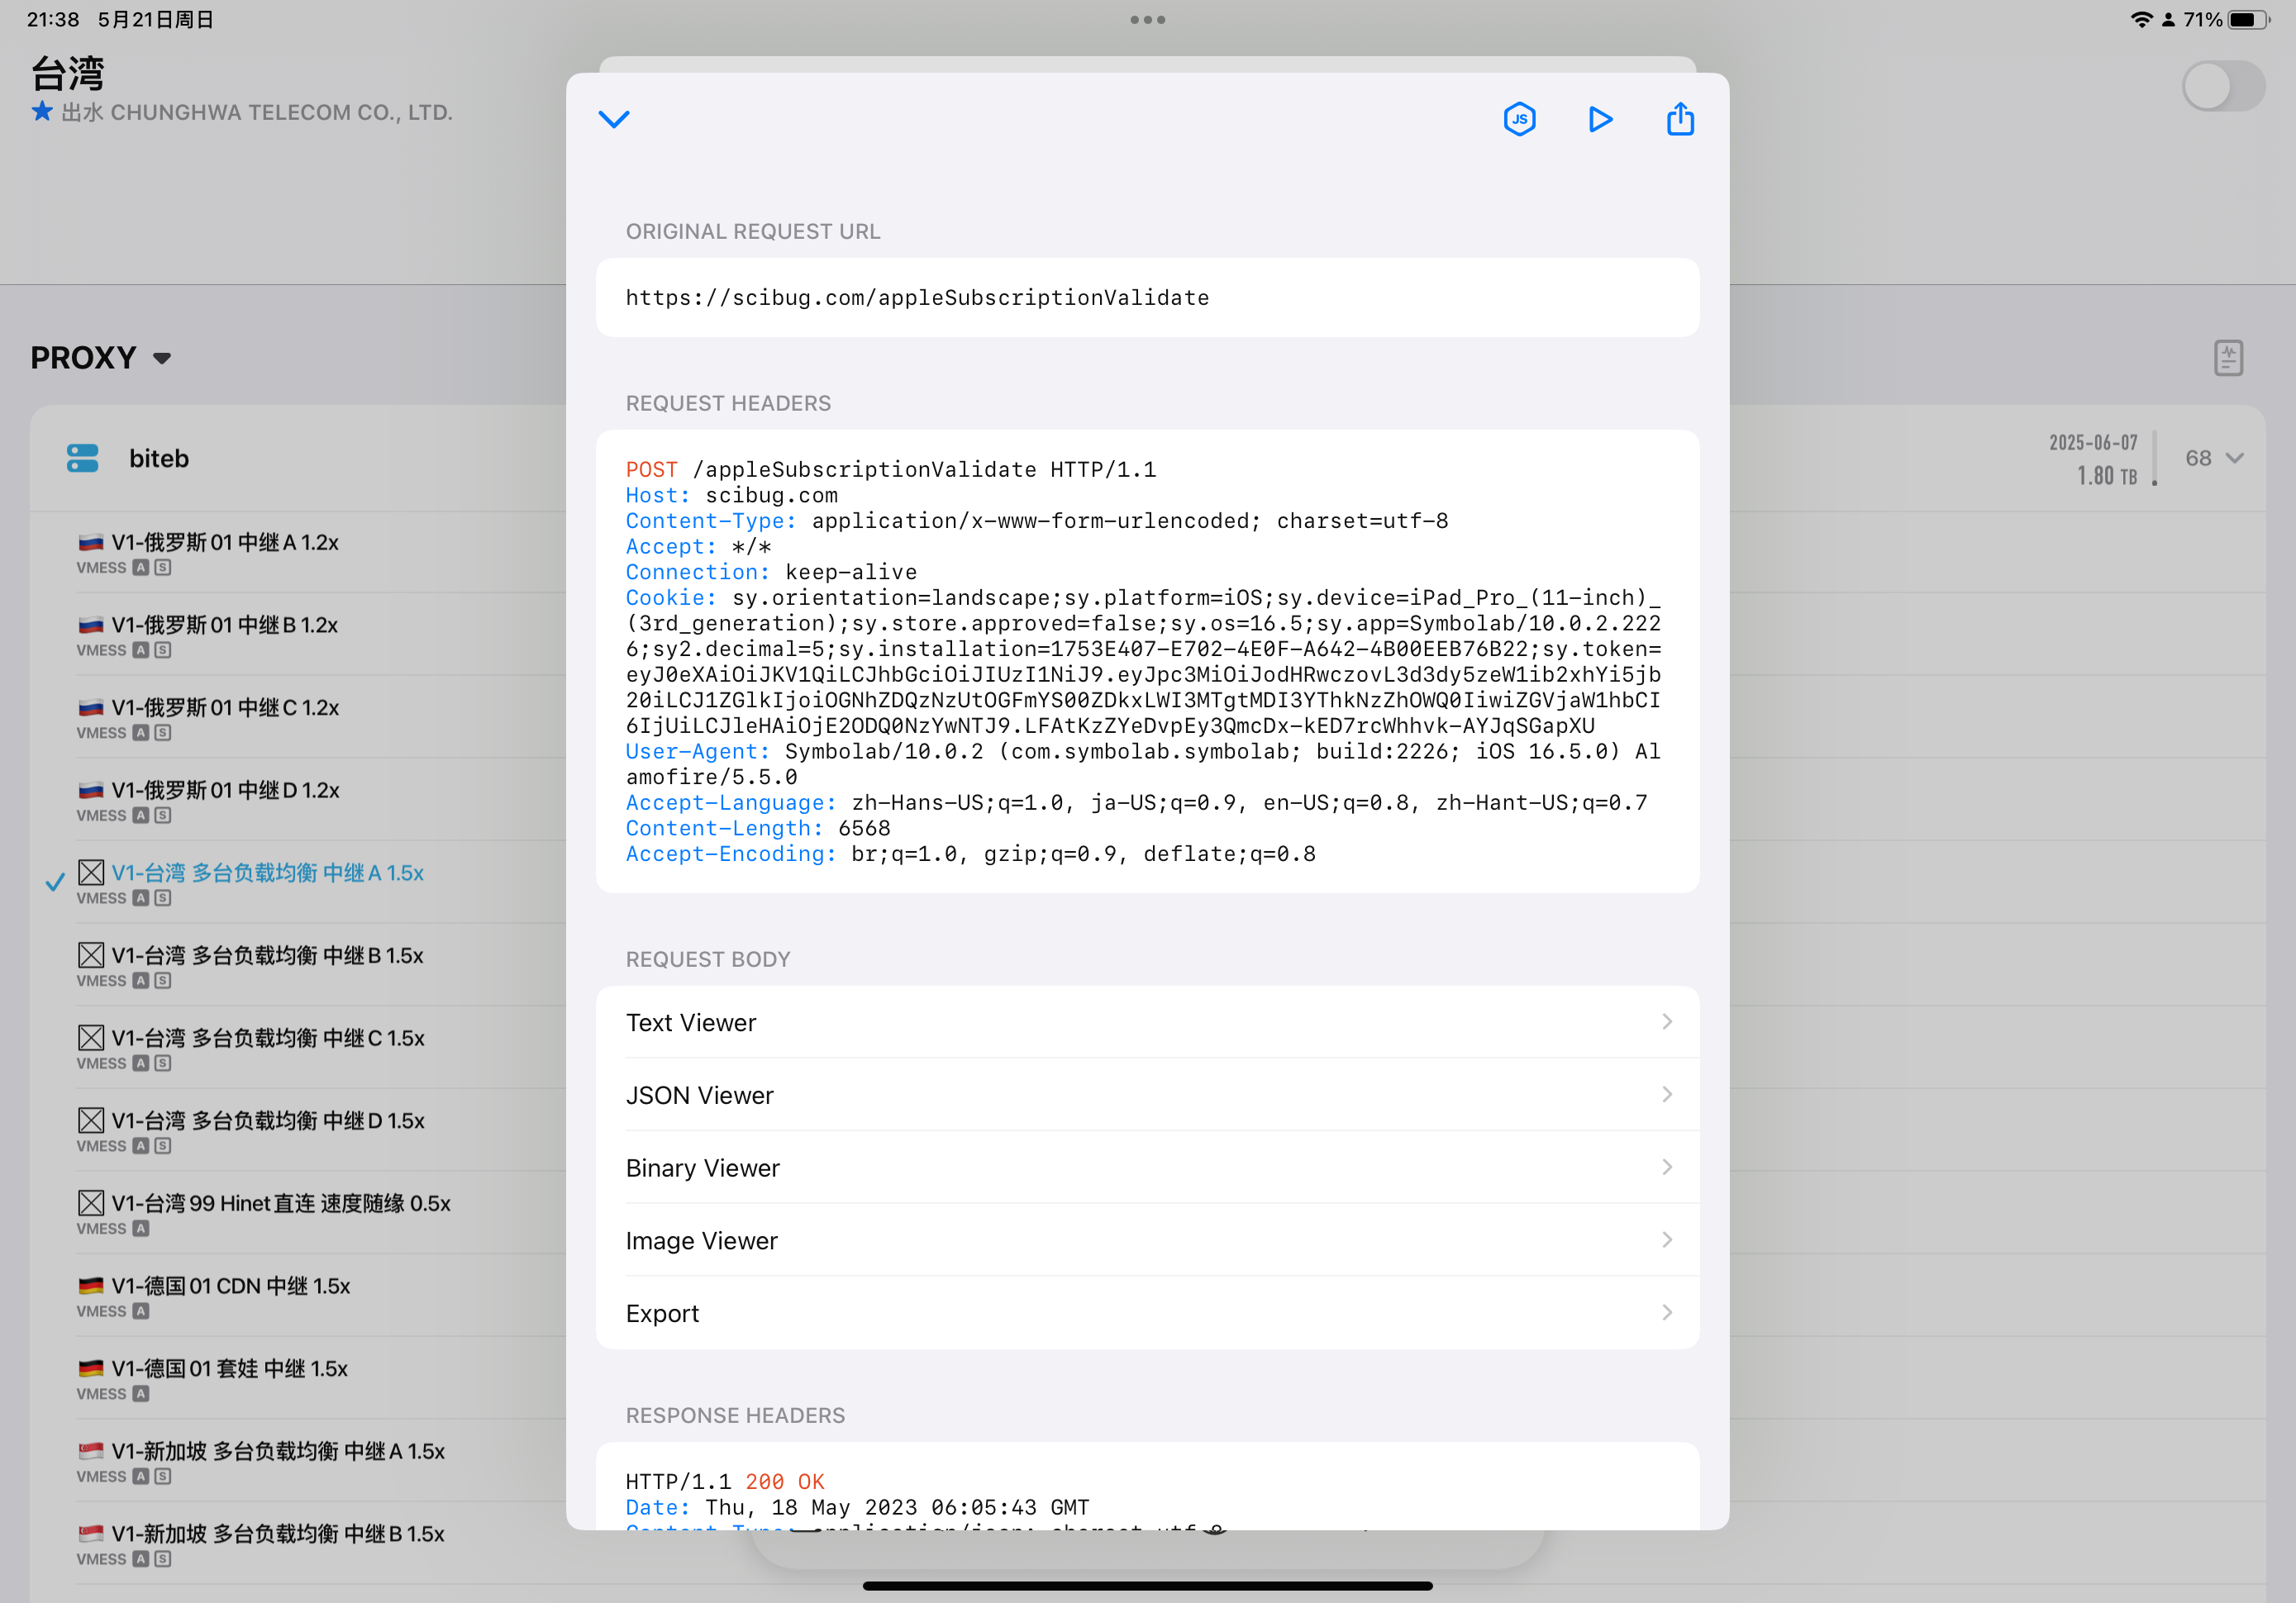 21:38 5月21日周日
71%
台湾
出水 CHUNGHWA TELECOM CO., LTD.
PROXY
biteb
2025-06-07
1.80 TB
68
V1-俄罗斯 01 中继 A 1.2x
VMESS A S
V1-俄罗斯 01 中继 B 1.2x
VMESS A S
V1-俄罗斯 01 中继 C 1.2x
VMESS A S
V1-俄罗斯 01 中继 D 1.2x
VMESS A S
V1-台湾 多台负载均衡 中继 A 1.5x
VMESS A S
V1-台湾 多台负载均衡 中继 B 1.5x
VMESS A S
V1-台湾 多台负载均衡 中继 C 1.5x
VMESS A S
V1-台湾 多台负载均衡 中继 D 1.5x
VMESS A S
V1-台湾 99 Hinet 直连 速度随缘 0.5x
VMESS A
V1-德国 01 CDN 中继 1.5x
VMESS A
V1-德国 01 套娃 中继 1.5x
VMESS A
V1-新加坡 多台负载均衡 中继 A 1.5x
VMESS A S
V1-新加坡 多台负载均衡 中继 B 1.5x
VMESS A S
JS
ORIGINAL REQUEST URL
https://scibug.com/appleSubscriptionValidate
REQUEST HEADERS
POST /appleSubscriptionValidate HTTP/1.1
Host: scibug.com
Content-Type: application/x-www-form-urlencoded; charset=utf-8
Accept: */*
Connection: keep-alive
Cookie: sy.orientation=landscape;sy.platform=iOS;sy.device=iPad_Pro_(11-inch)_
(3rd_generation);sy.store.approved=false;sy.os=16.5;sy.app=Symbolab/10.0.2.222
6;sy2.decimal=5;sy.installation=1753E407-E702-4E0F-A642-4B00EEB76B22;sy.token=
eyJ0eXAiOiJKV1QiLCJhbGciOiJIUzI1NiJ9.eyJpc3MiOiJodHRwczovL3d3dy5zeW1ib2xhYi5jb
20iLCJ1ZGlkIjoiOGNhZDQzNzUtOGFmYS00ZDkxLWI3MTgtMDI3YThkNzZhOWQ0IiwiZGVjaW1hbCI
6IjUiLCJleHAiOjE2ODQ0NzYwNTJ9.LFAtKzZYeDvpEy3QmcDx-kED7rcWhhvk-AYJqSGapXU
User-Agent: Symbolab/10.0.2 (com.symbolab.symbolab; build:2226; iOS 16.5.0) Al
amofire/5.5.0
Accept-Language: zh-Hans-US;q=1.0, ja-US;q=0.9, en-US;q=0.8, zh-Hant-US;q=0.7
Content-Length: 6568
Accept-Encoding: br;q=1.0, gzip;q=0.9, deflate;q=0.8
REQUEST BODY
Text Viewer
JSON Viewer
Binary Viewer
Image Viewer
Export
RESPONSE HEADERS
HTTP/1.1 200 OK
Date: Thu, 18 May 2023 06:05:43 GMT